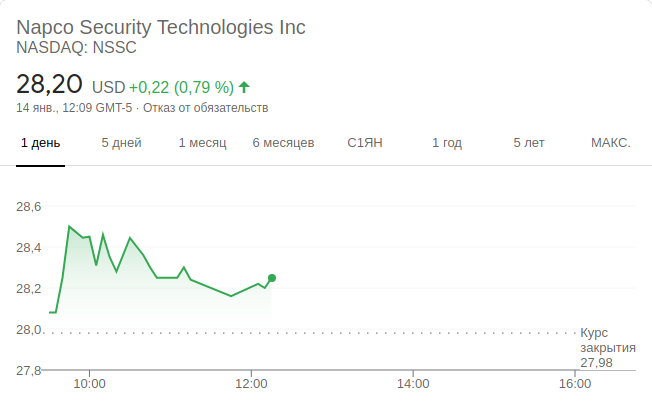 Napco Security Technologies Inc
NASDAQ: NSSC
28,20 USD +0,22 (0,79 %)
14 янв., 12:09 GMT-5 · Отказ от обязательств
1 день 5 дней 1 месяц 6 месяцев С1ЯН 1 год 5 лет МАКС.
28,6
28,4
28,2
28,0
Курс
закрытия
27,98
27,8
10:00 12:00 14:00 16:00